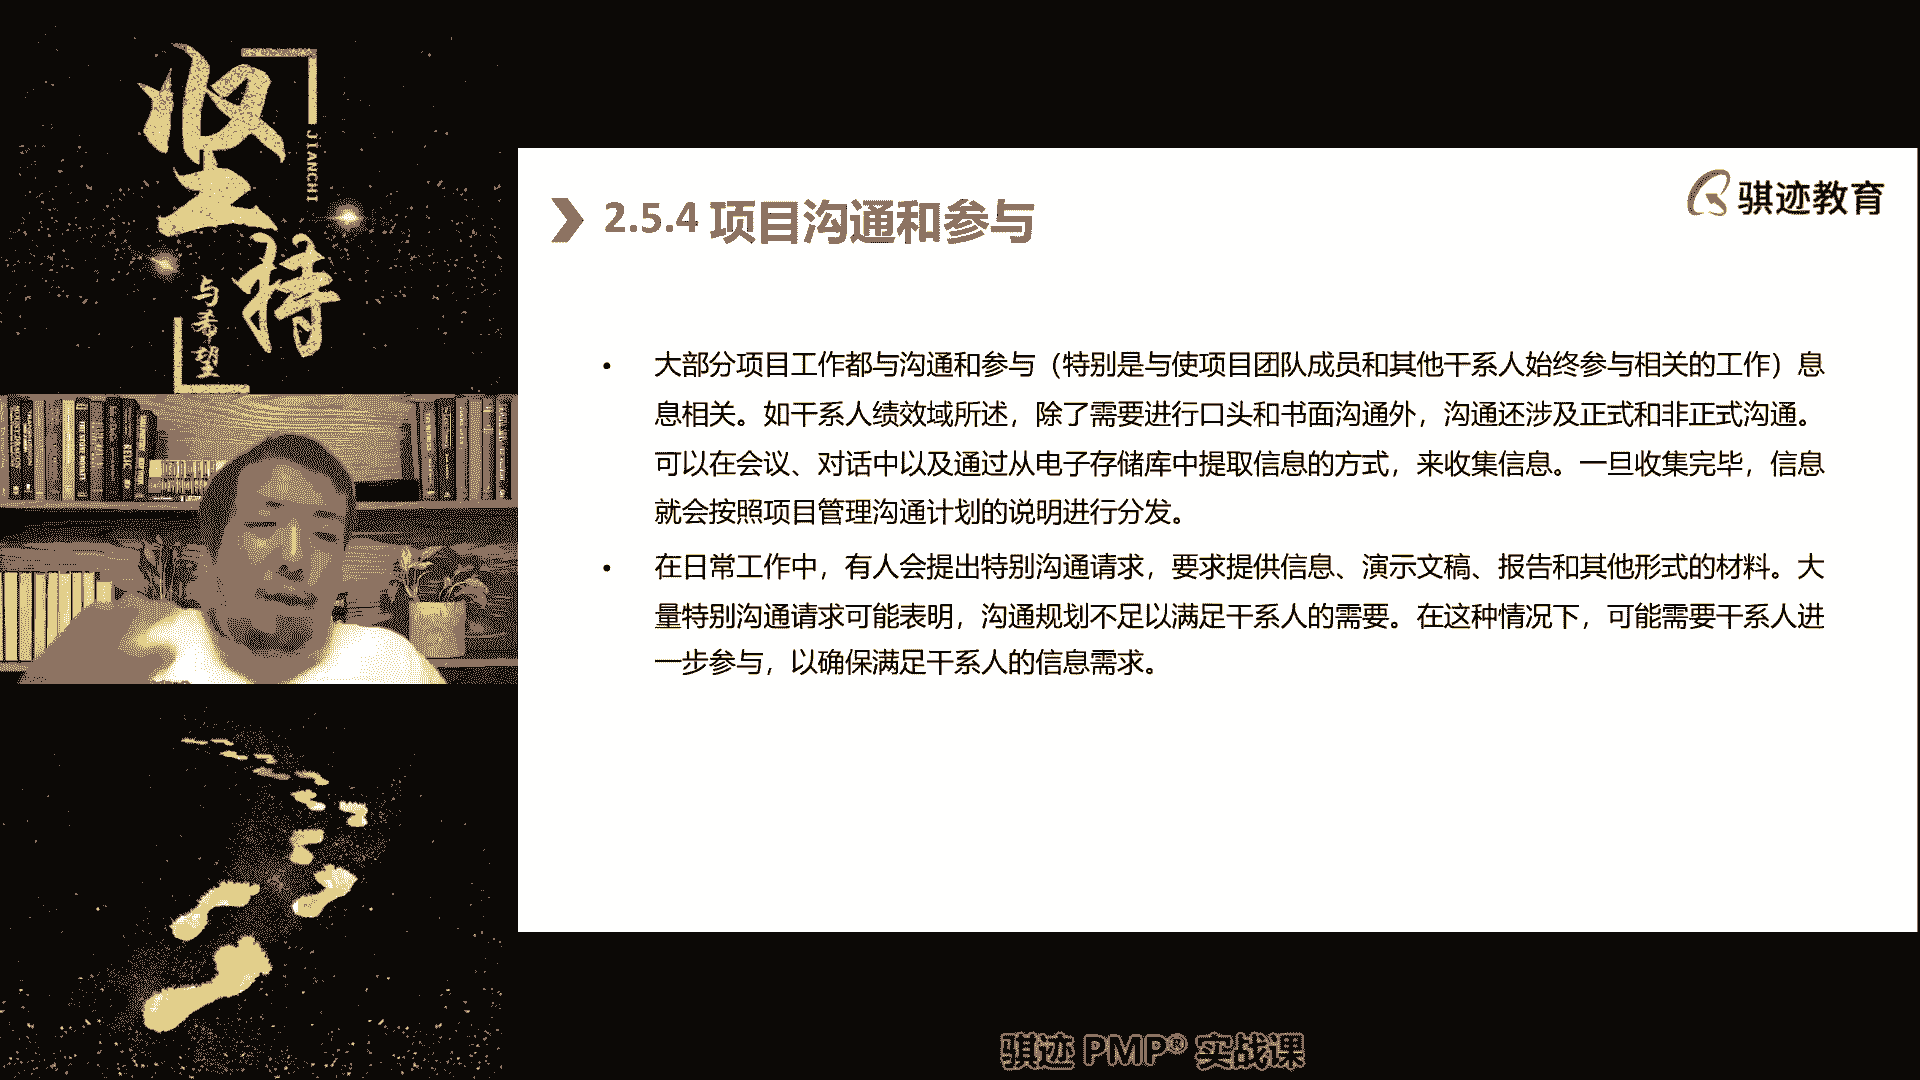 坚持
JIANCHI
与希望
骐迹教育
2.5.4 项目沟通和参与
• 大部分项目工作都与沟通和参与（特别是与使项目团队成员和其他干系人始终参与相关的工作）息
息相关。如干系人绩效域所述，除了需要进行口头和书面沟通外，沟通还涉及正式和非正式沟通。
可以在会议、对话中以及通过从电子存储库中提取信息的方式，来收集信息。一旦收集完毕，信息
就会按照项目管理沟通计划的说明进行分发。
• 在日常工作中，有人会提出特别沟通请求，要求提供信息、演示文稿、报告和其他形式的材料。大
量特别沟通请求可能表明，沟通规划不足以满足干系人的需要。在这种情况下，可能需要干系人进
一步参与，以确保满足干系人的信息需求。
骐迹 PMP® 实战课